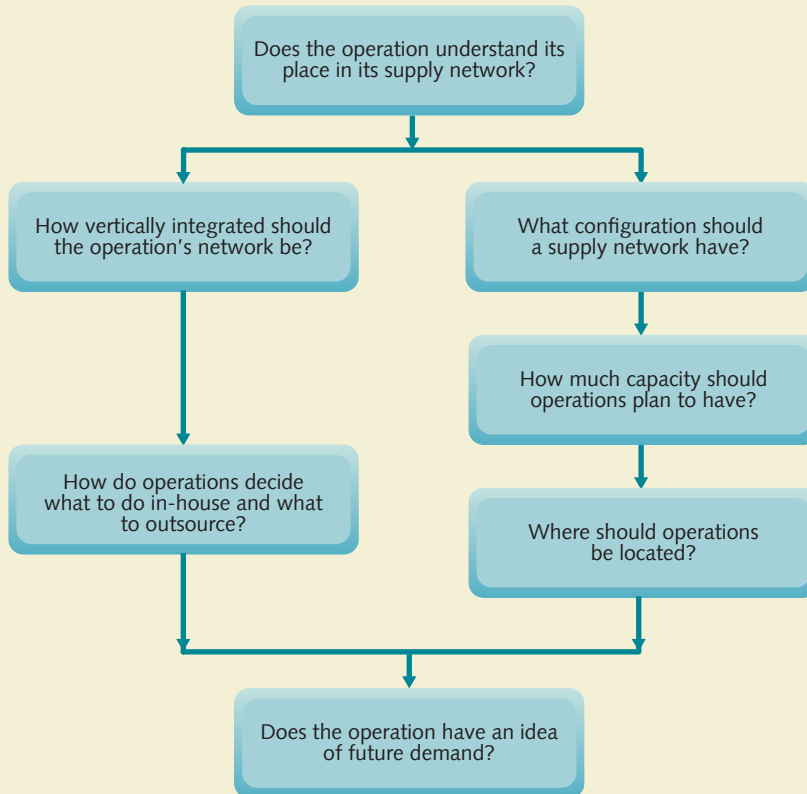 Does the operation understand its
place in its supply network?
How vertically integrated should
the operation's network be?
What configuration should
a supply network have?
How much capacity should
operations plan to have?
How do operations decide
what to do in-house and what
to outsource?
Where should operations
be located?
Does the operation have an idea
of future demand?